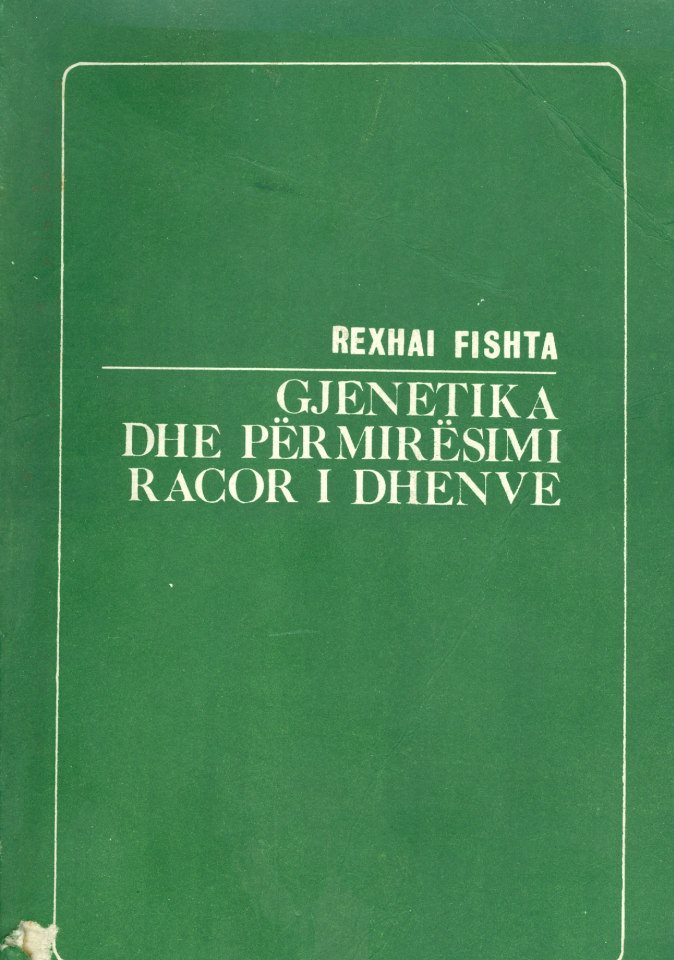 REXHAI FISHTA
GJENETIKA
DHE PËRMIRËSIMI
RACOR I DHENVE